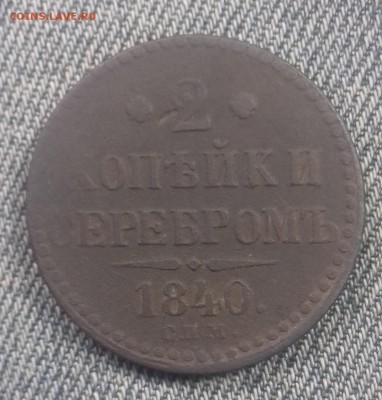 COINS.LAVE.RU
2
КОПѢЙКИ
СЕРЕБРОМЪ
1840.
С.П.М.